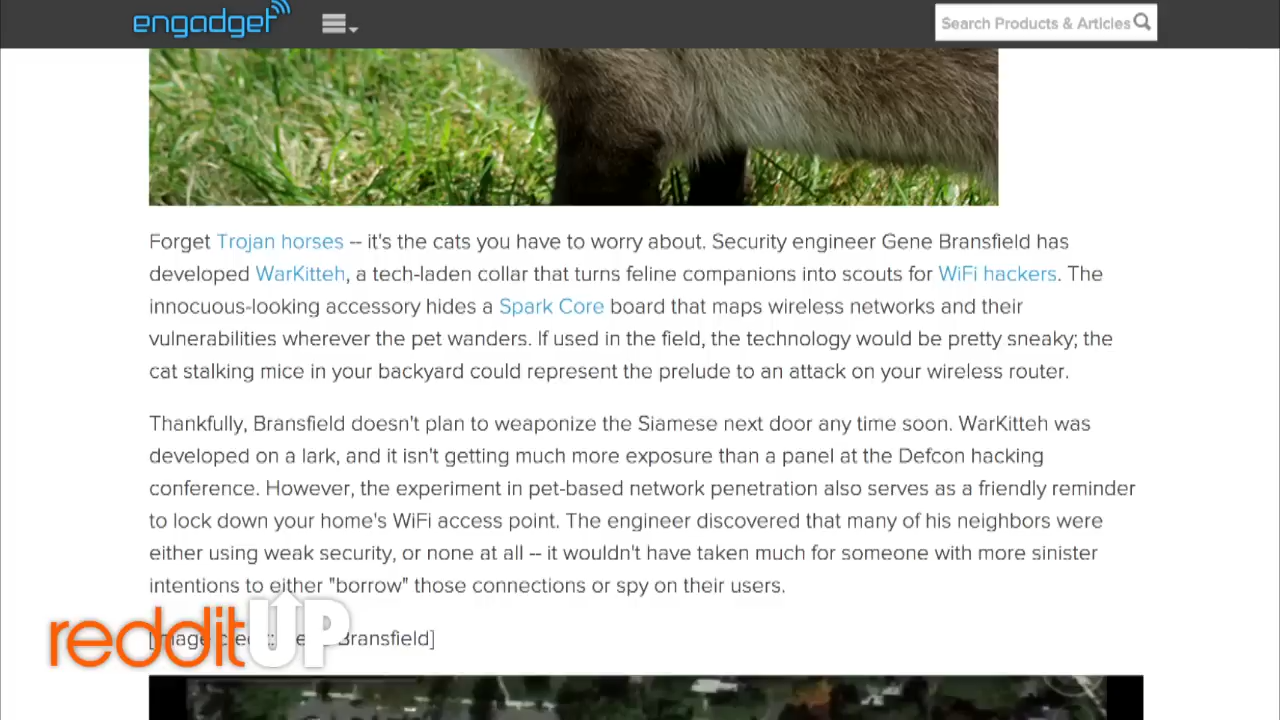 engadget
Search Products & Articles
Forget Trojan horses -- it's the cats you have to worry about. Security engineer Gene Bransfield has
developed WarKitteh, a tech-laden collar that turns feline companions into scouts for WiFi hackers. The
innocuous-looking accessory hides a Spark Core board that maps wireless networks and their
vulnerabilities wherever the pet wanders. If used in the field, the technology would be pretty sneaky; the
cat stalking mice in your backyard could represent the prelude to an attack on your wireless router.
Thankfully, Bransfield doesn't plan to weaponize the Siamese next door any time soon. WarKitteh was
developed on a lark, and it isn't getting much more exposure than a panel at the Defcon hacking
conference. However, the experiment in pet-based network penetration also serves as a friendly reminder
to lock down your home's WiFi access point. The engineer discovered that many of his neighbors were
either using weak security, or none at all -- it wouldn't have taken much for someone with more sinister
intentions to either "borrow" those connections or spy on their users.
redditUP
Bransfield]